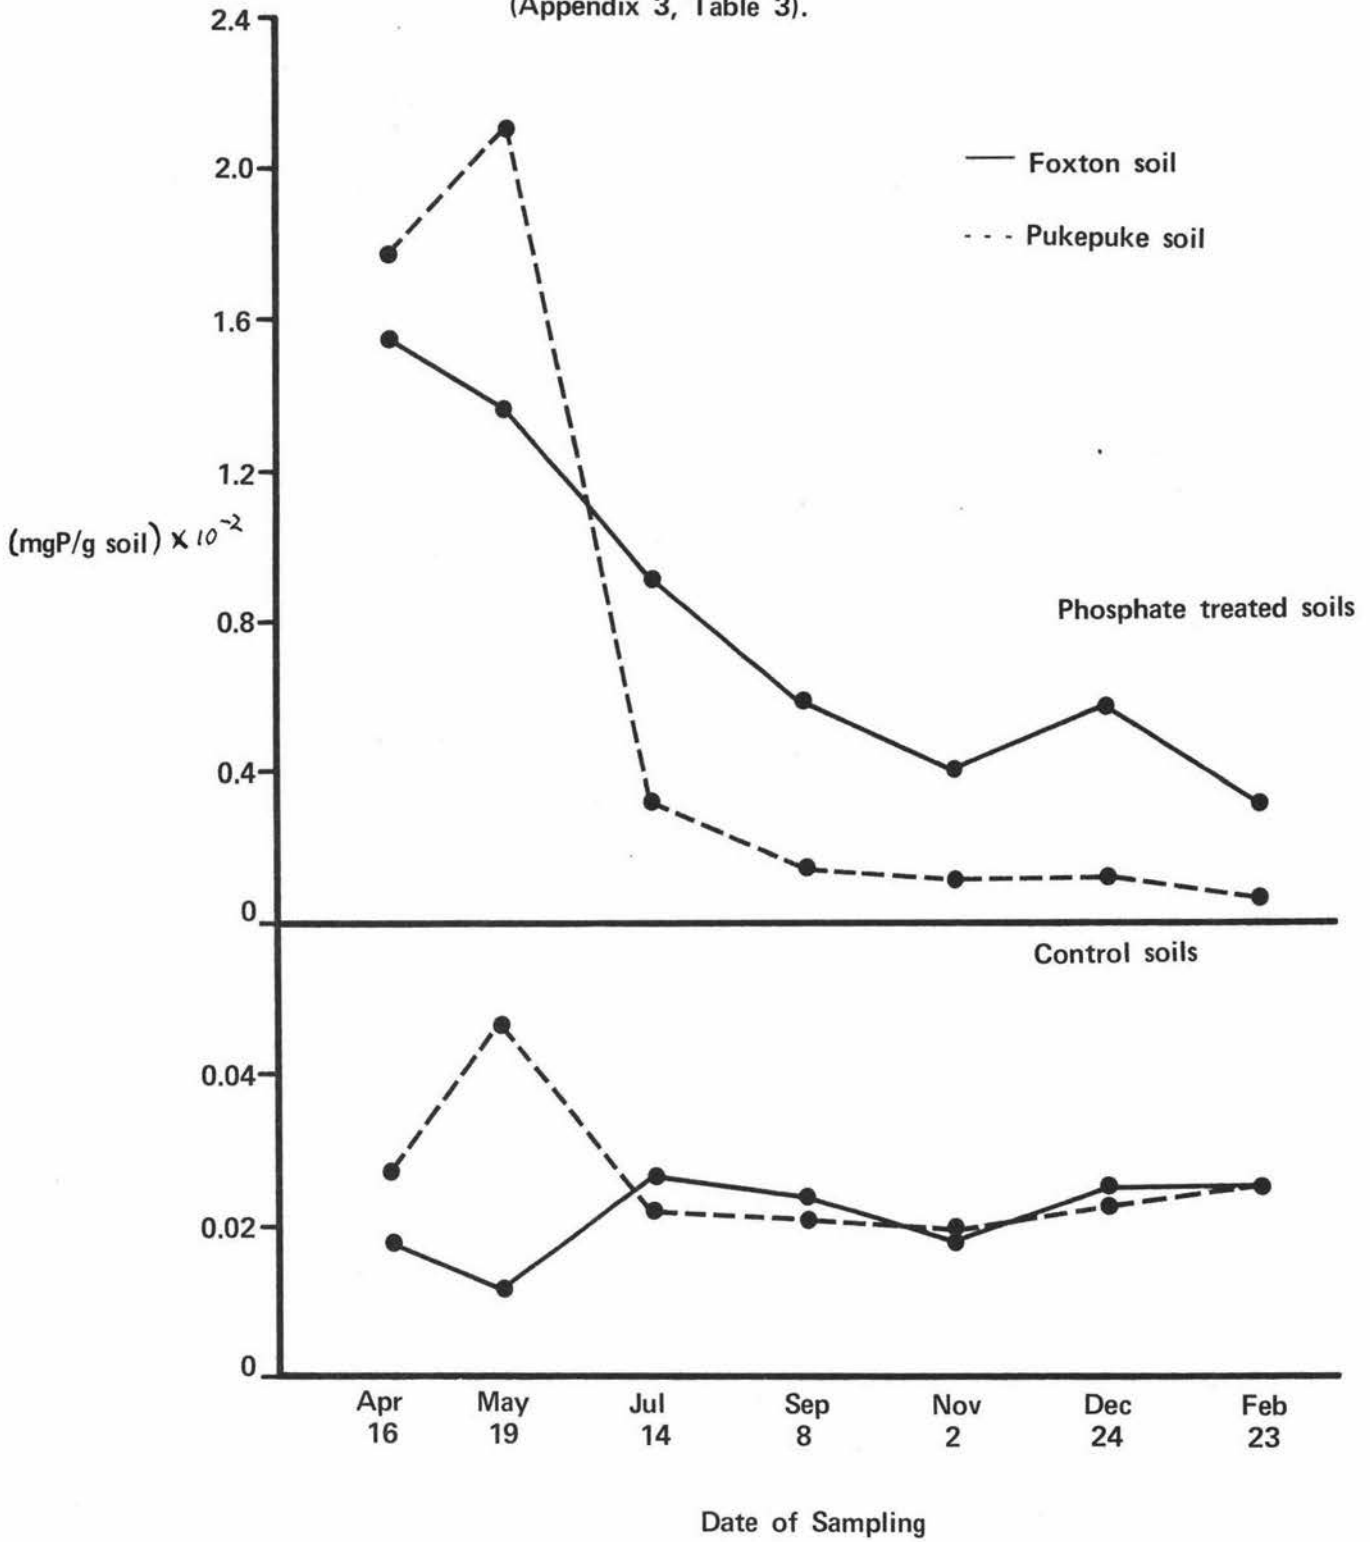 (Appendix 3, Table 3).
2.4
2.0
1.6
1.2
0.8
0.4
0
(mgP/g soil) × 10⁻²
Foxton soil
Pukepuke soil
Phosphate treated soils
Control soils
0.04
0.02
0
Apr May Jul Sep Nov Dec Feb
16 19 14 8 2 24 23
Date of Sampling